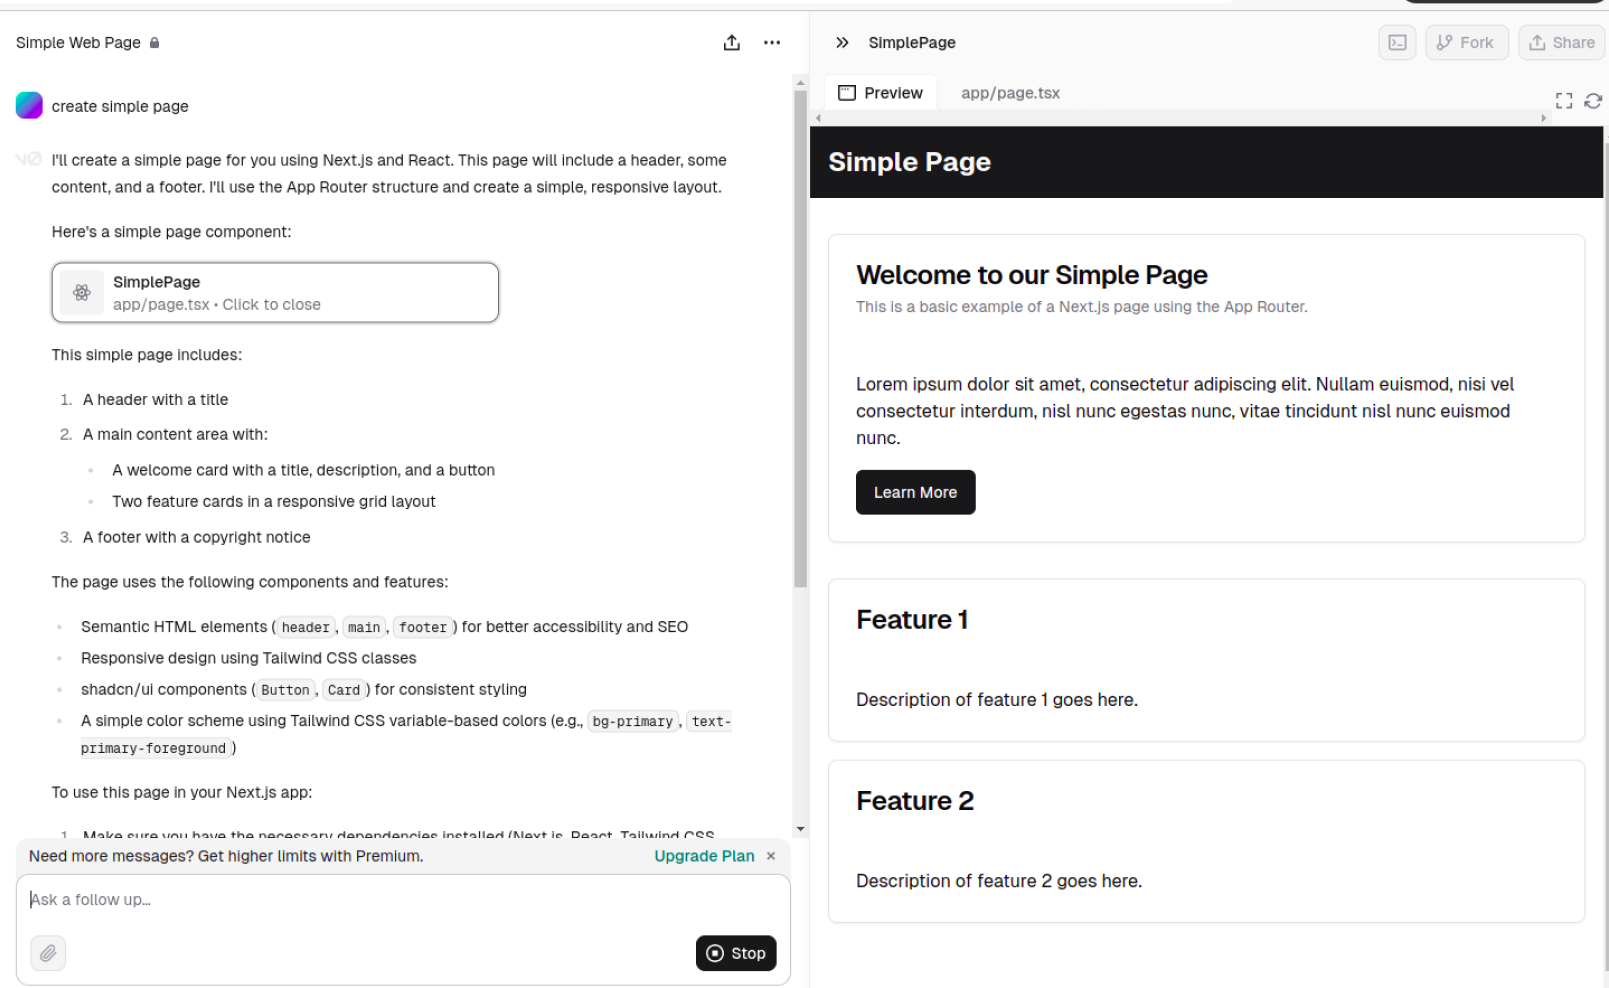 Simple Web Page
create simple page
I'll create a simple page for you using Next.js and React. This page will include a header, some
content, and a footer. I'll use the App Router structure and create a simple, responsive layout.
Here's a simple page component:
SimplePage
app/page.tsx • Click to close
This simple page includes:
1. A header with a title
2. A main content area with:
• A welcome card with a title, description, and a button
• Two feature cards in a responsive grid layout
3. A footer with a copyright notice
The page uses the following components and features:
• Semantic HTML elements (header, main, footer) for better accessibility and SEO
• Responsive design using Tailwind CSS classes
• shadcn/ui components (Button, Card) for consistent styling
• A simple color scheme using Tailwind CSS variable-based colors (e.g., bg-primary, text-
primary-foreground)
To use this page in your Next.js app:
1. Make sure you have the necessary dependencies installed (Next.js, React, Tailwind CSS,
Need more messages? Get higher limits with Premium.
Upgrade Plan ×
Ask a follow up...
Stop
SimplePage
Fork
Share
Preview
app/page.tsx
Simple Page
Welcome to our Simple Page
This is a basic example of a Next.js page using the App Router.
Lorem ipsum dolor sit amet, consectetur adipiscing elit. Nullam euismod, nisi vel
consectetur interdum, nisl nunc egestas nunc, vitae tincidunt nisl nunc euismod
nunc.
Learn More
Feature 1
Description of feature 1 goes here.
Feature 2
Description of feature 2 goes here.